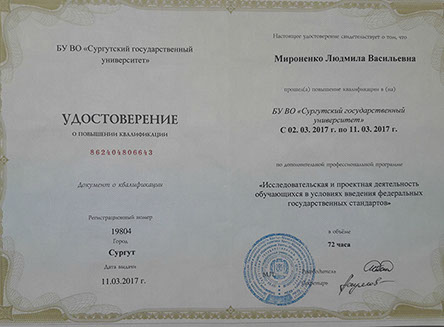 БУ ВО «Сургутский государственный
университет»
УДОСТОВЕРЕНИЕ
О ПОВЫШЕНИИ КВАЛИФИКАЦИИ
862404806643
Документ о квалификации
Регистрационный номер
19804
Город
Сургут
Дата выдачи
11.03.2017 г.
Настоящее удостоверение свидетельствует о том, что
Мироненко Людмила Васильевна
прошел(а) повышение квалификации в (на)
БУ ВО «Сургутский государственный
университет»
С 02. 03. 2017 г. по 11. 03. 2017 г.
по дополнительной профессиональной программе
«Исследовательская и проектная деятельность
обучающихся в условиях введения федеральных
государственных стандартов»
в объёме
72 часа
М.П.
Руководитель
Секретарь